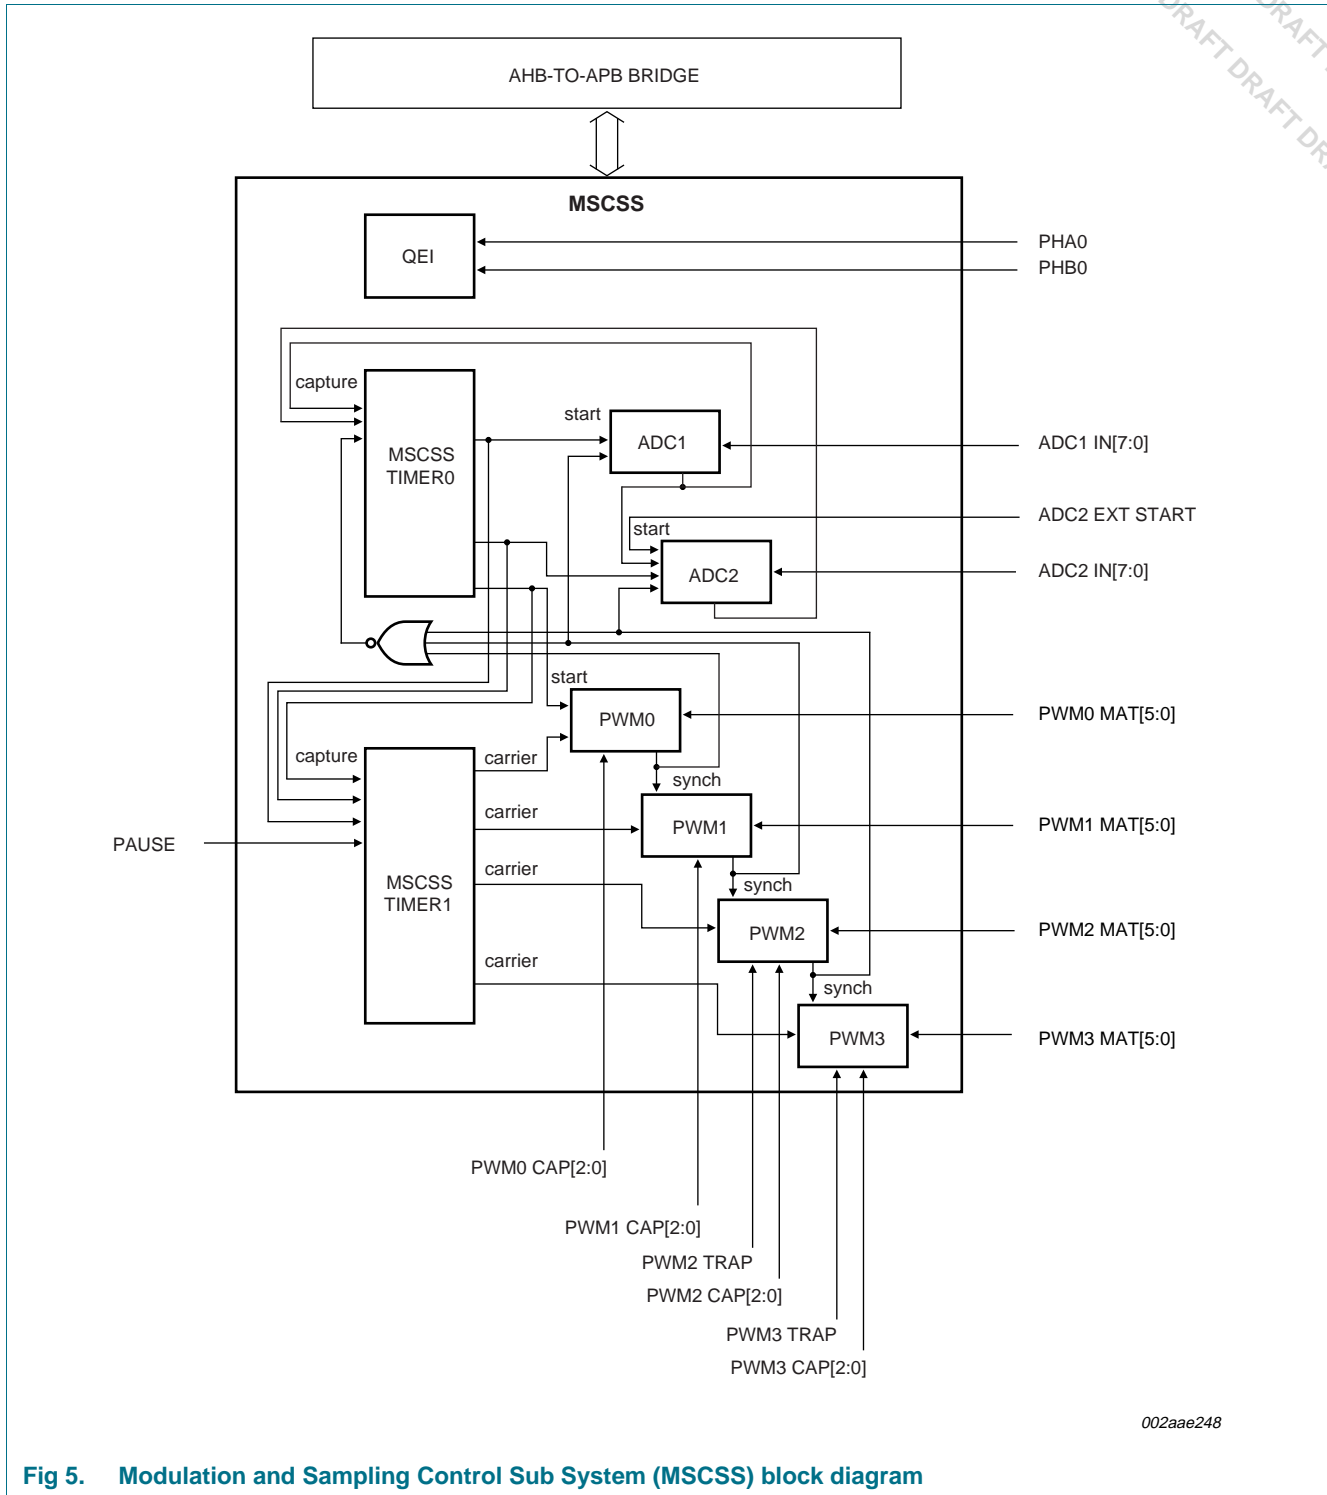 DRAFT DRAFT DRA
DRAFT
AHB-TO-APB BRIDGE
MSCSS
QEI
PHA0
PHB0
capture
MSCSS
TIMER0
start
ADC1
ADC1 IN[7:0]
ADC2 EXT START
start
ADC2
ADC2 IN[7:0]
start
PWM0
PWM0 MAT[5:0]
capture
carrier
synch
carrier
PWM1
PWM1 MAT[5:0]
PAUSE
MSCSS
TIMER1
carrier
synch
PWM2
PWM2 MAT[5:0]
carrier
synch
PWM3
PWM3 MAT[5:0]
PWM0 CAP[2:0]
PWM1 CAP[2:0]
PWM2 TRAP
PWM2 CAP[2:0]
PWM3 TRAP
PWM3 CAP[2:0]
002aae248
Fig 5. Modulation and Sampling Control Sub System (MSCSS) block diagram